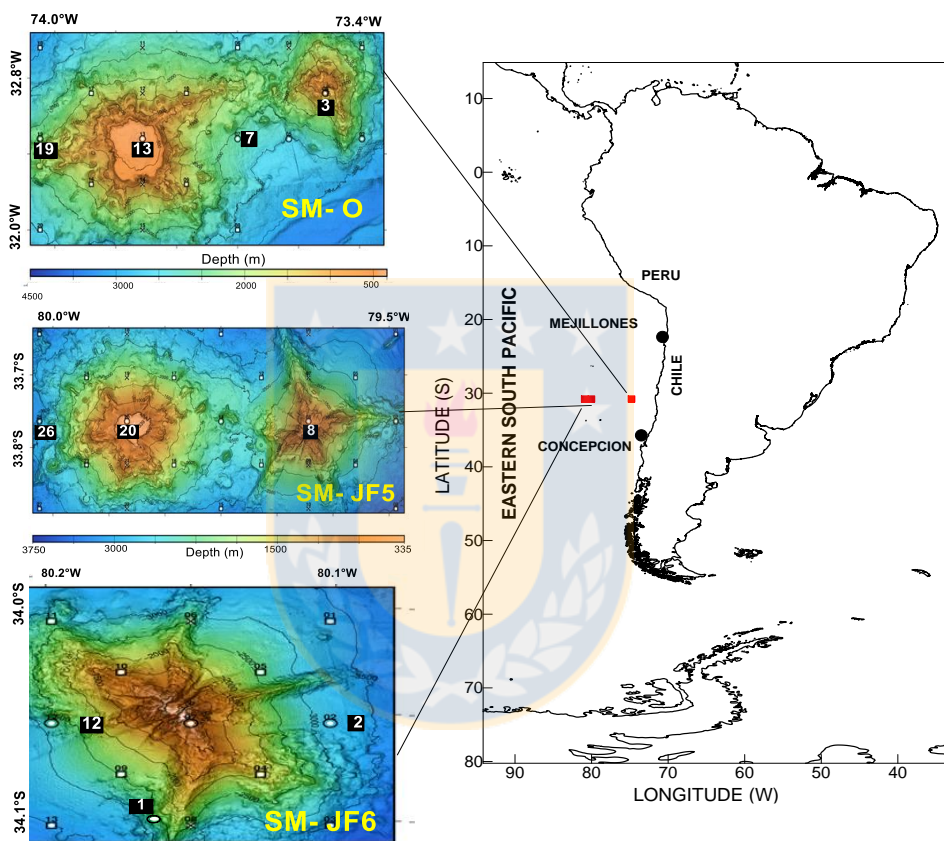 74.0°W 73.4°W
32.8°W
32.0°W
19
13
7
3
SM- O
Depth (m)
4500 3000 2000 500
80.0°W 79.5°W
33.7°S
33.8°S
26
20
8
SM- JF5
3750 3000 1500 335
Depth (m)
80.2°W 80.1°W
34.0°S
34.1°S
12
2
1
SM- JF6
10
0
10
20
30
40
50
60
70
80
LATITUDE (S)
EASTERN SOUTH PACIFIC
PERU
MEJILLONES
CHILE
CONCEPCION
90 80 70 60 50 40
LONGITUDE (W)